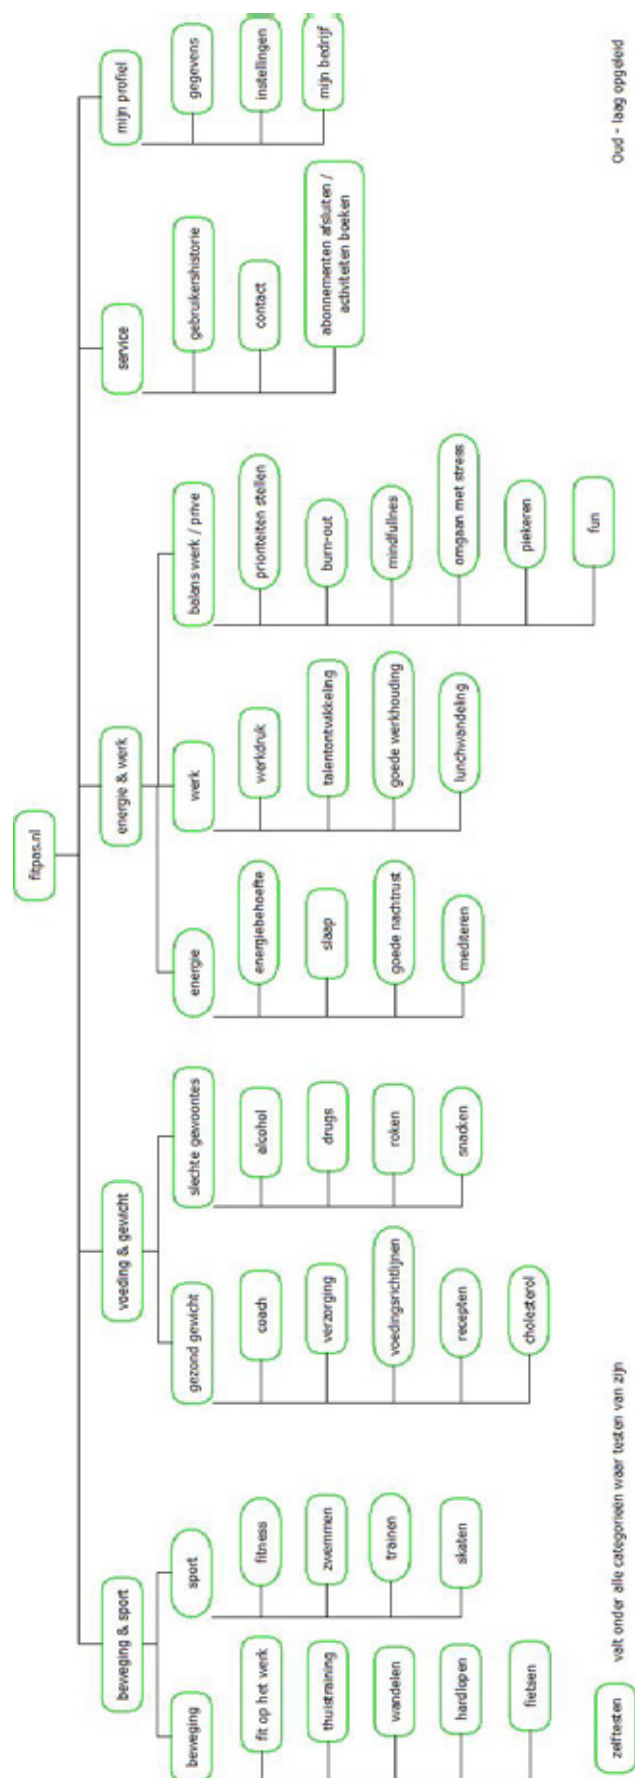 fitpas.nl
beweging & sport
beweging
fit op het werk
thuistraining
wandelen
hardlopen
fietsen
sport
fitness
zwemmen
trainen
skaten
voeding & gewicht
gezond gewicht
coach
verzorging
voedingsrichtlijnen
recepten
cholesterol
slechte gewoontes
alcohol
drugs
roken
snacken
energie & werk
energie
energiebehoefte
slaap
goede nachtrust
mediteren
werk
werkdruk
talentontwikkeling
goede werkhouding
lunchwandeling
balans werk / prive
prioriteiten stellen
burn-out
mindfullnes
omgaan met stress
piekeren
fun
service
gebruikershistorie
contact
abonnementen afsluiten /
activiteiten boeken
mijn profiel
gegevens
instellingen
mijn bedrijf
zelftesten
valt onder alle categorieën waar testen van zijn
Oud - laag opgeleid